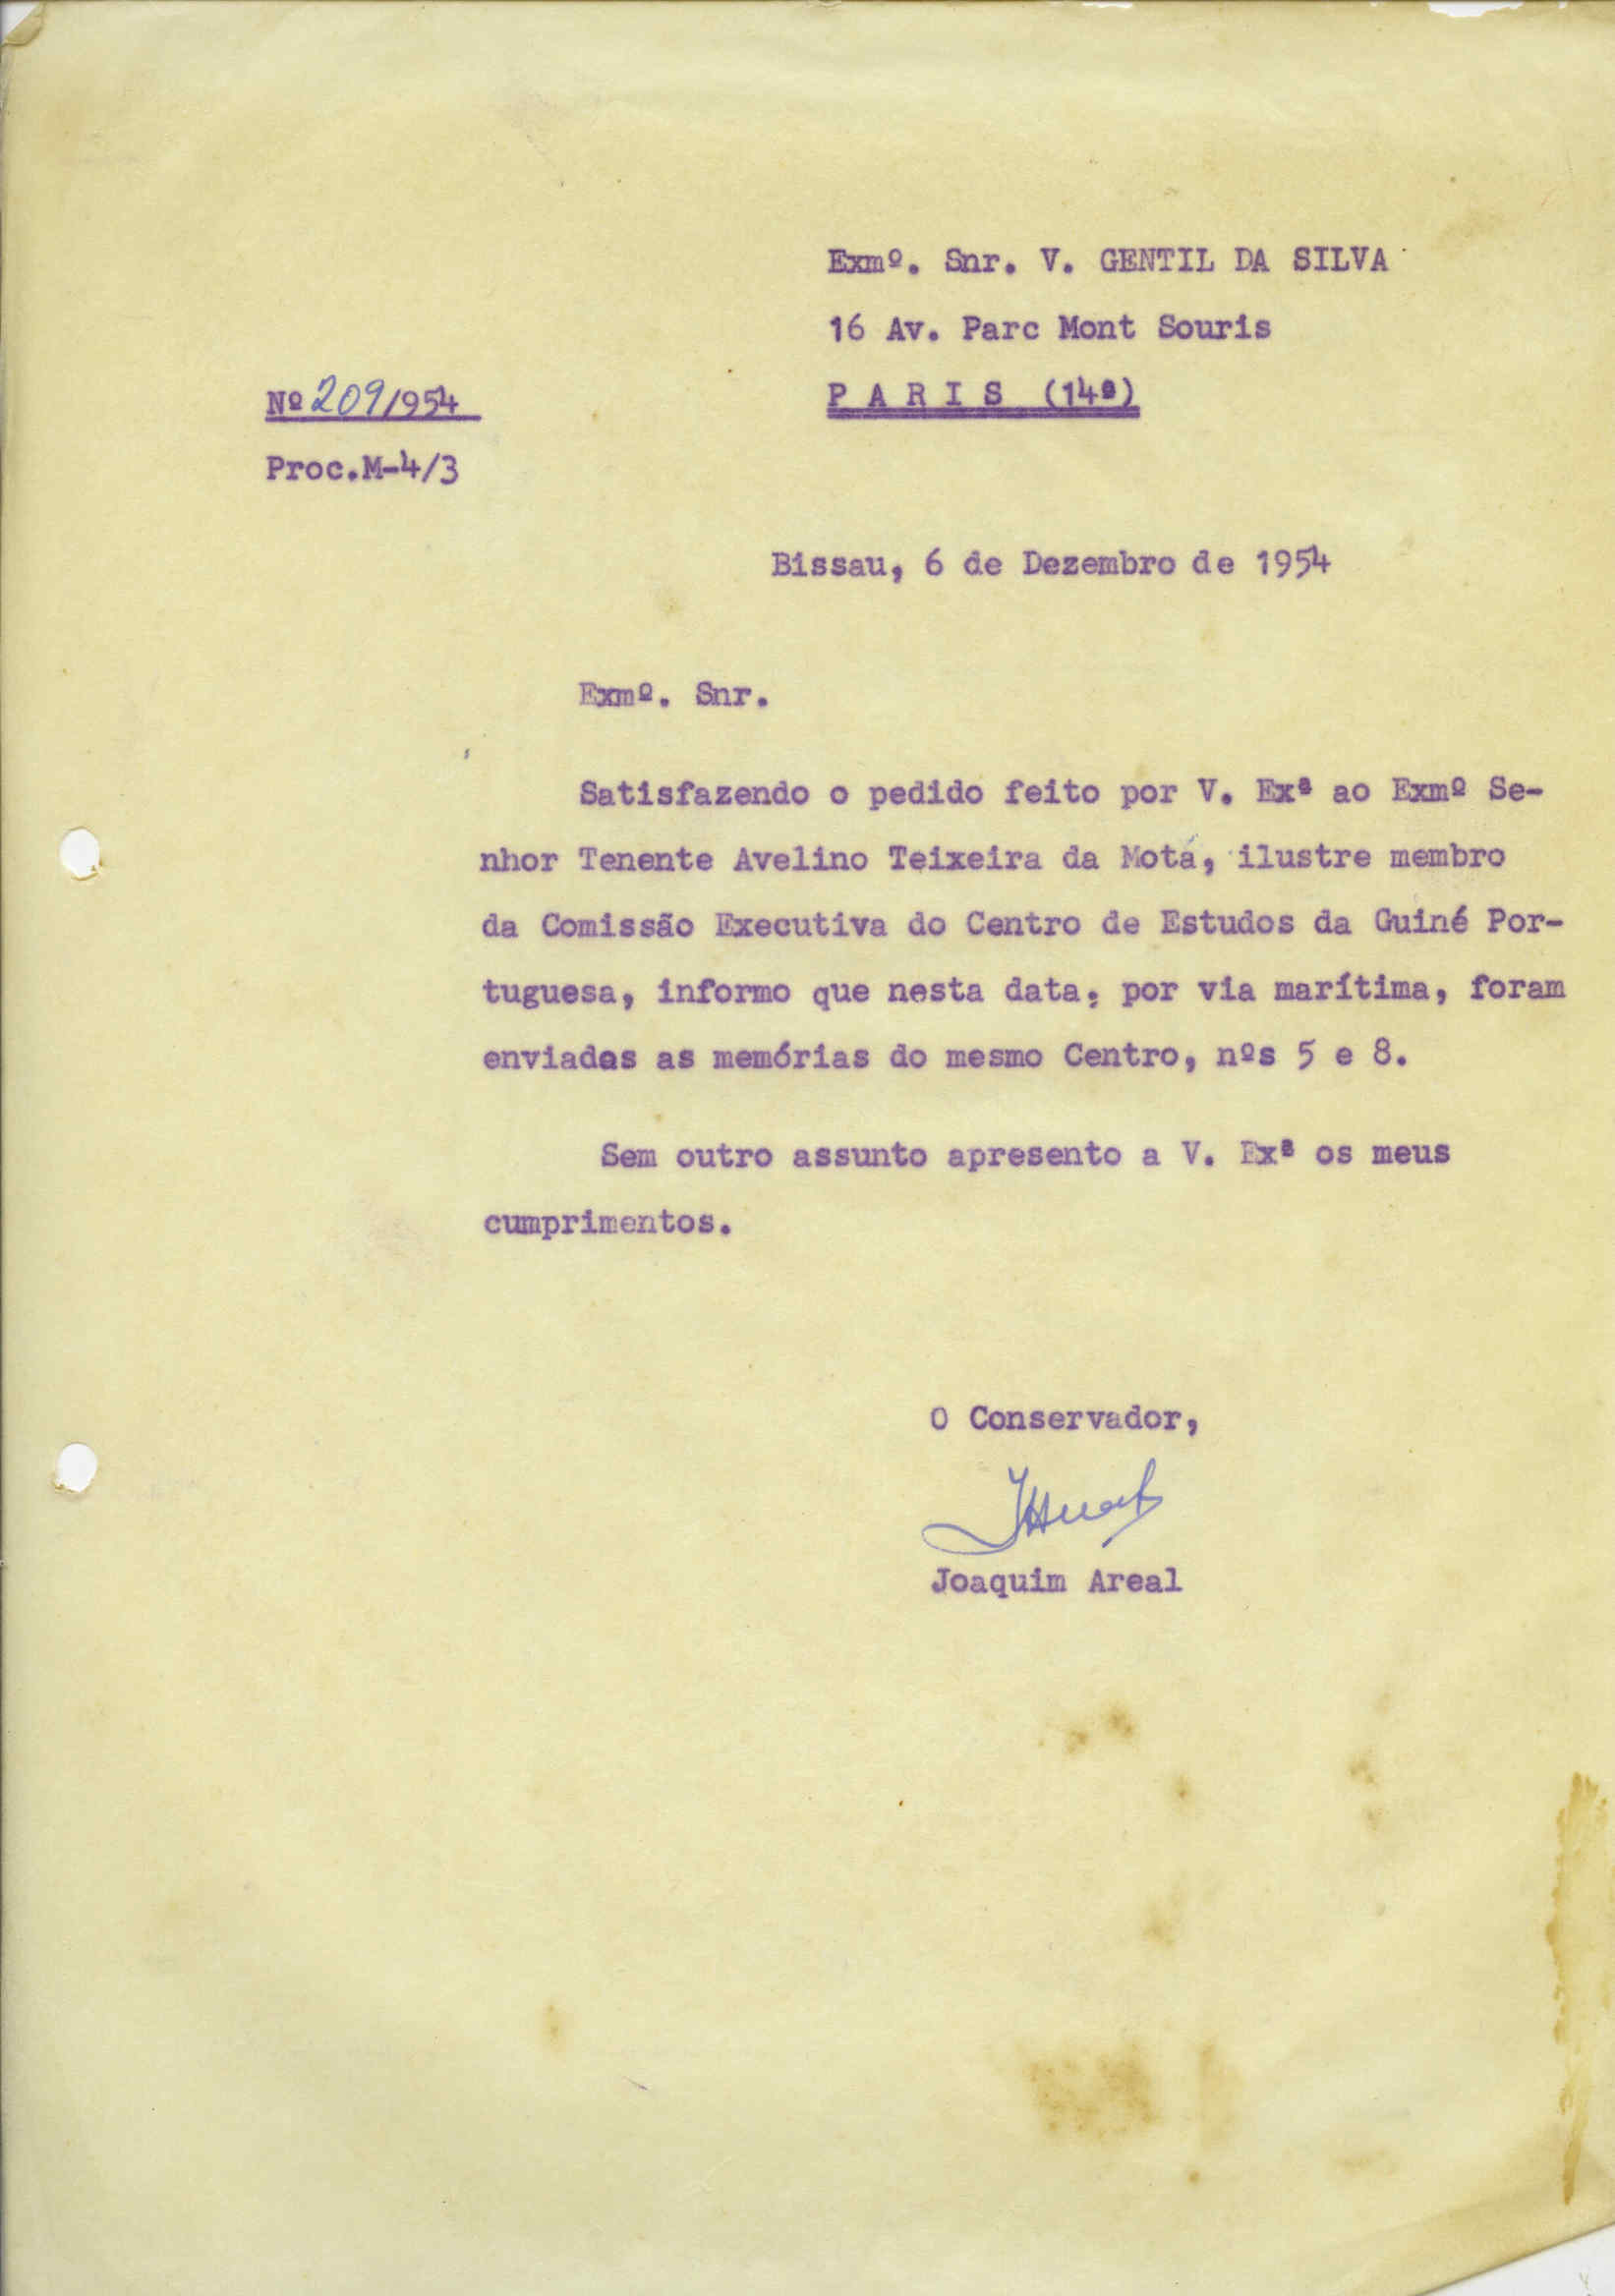 Exmº. Snr. V. GENTIL DA SILVA
16 Av. Parc Mont Souris
P A R I S (14ª)
Nº 209/1954
Proc.M-4/3
Bissau, 6 de Dezembro de 1954
Exmº. Snr.
Satisfazendo o pedido feito por V. Exª ao Exmº Se-
nhor Tenente Avelino Teixeira da Mota, ilustre membro
da Comissão Executiva do Centro de Estudos da Guiné Por-
tuguesa, informo que nesta data, por via marítima, foram
enviadas as memórias do mesmo Centro, nºs 5 e 8.
Sem outro assunto apresento a V. Exª os meus
cumprimentos.
O Conservador,
Joaquim Areal